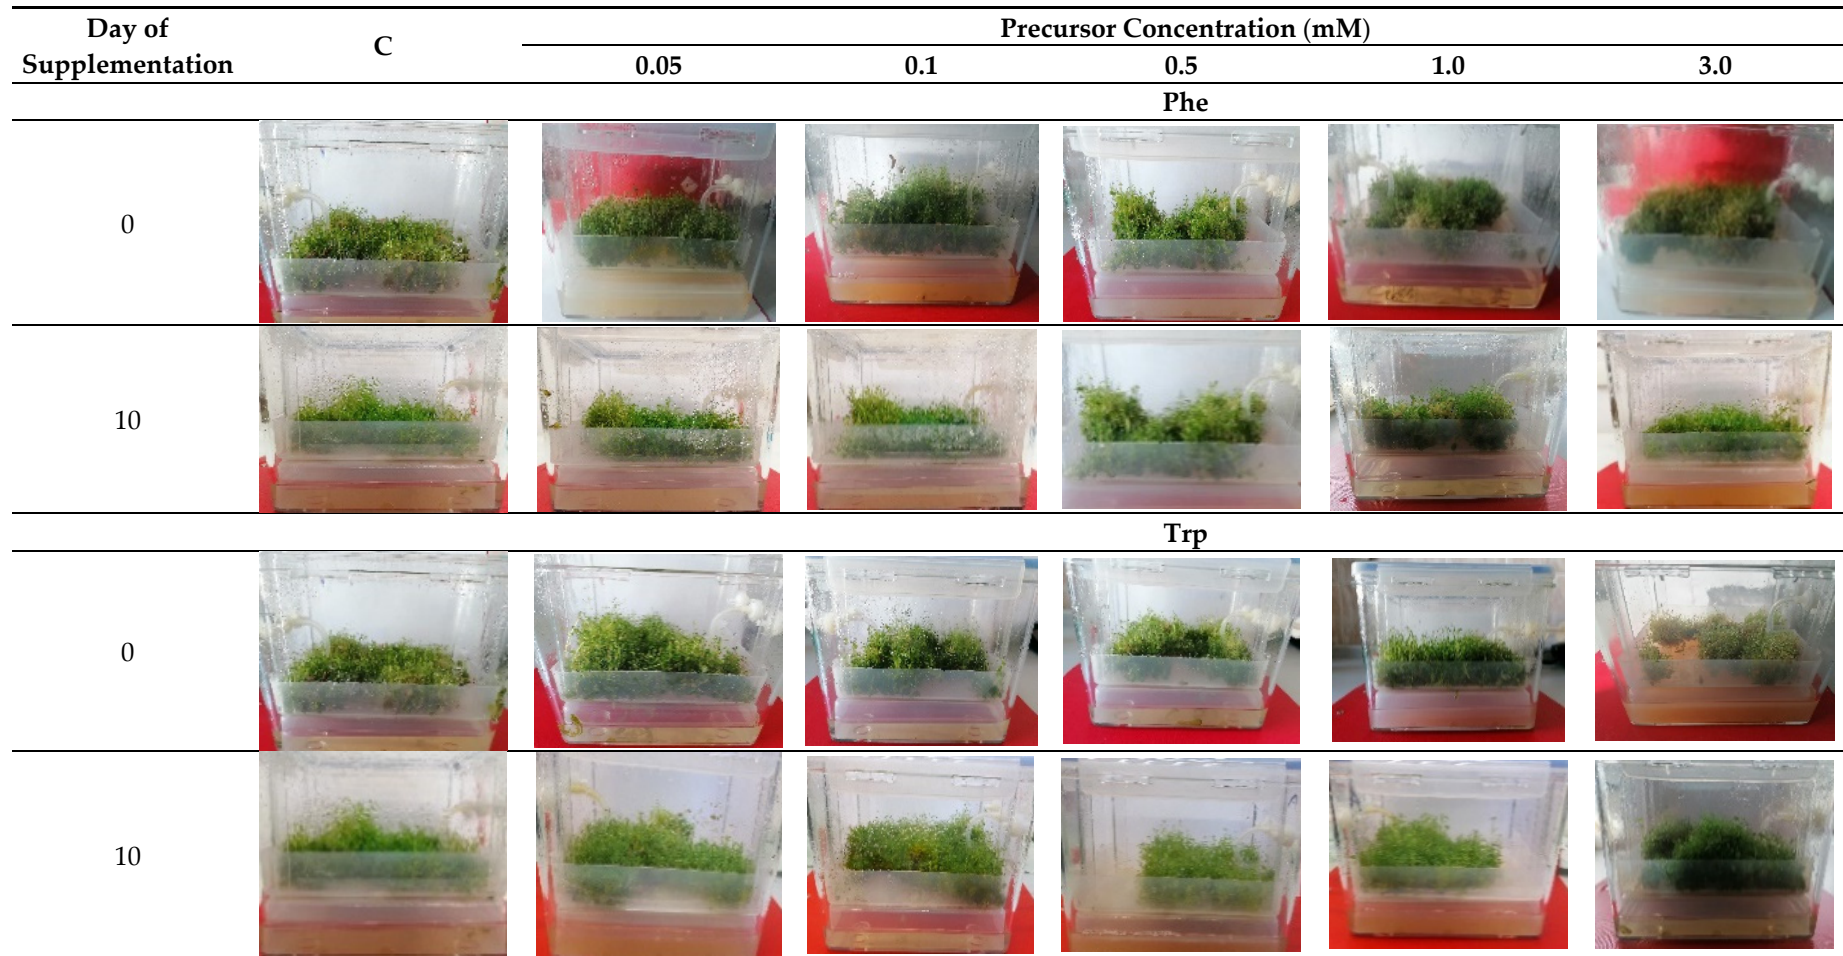 Day of Supplementation
C
Precursor Concentration (mM)
0.05 0.1 0.5 1.0 3.0
Phe
0
10
Trp
0
10